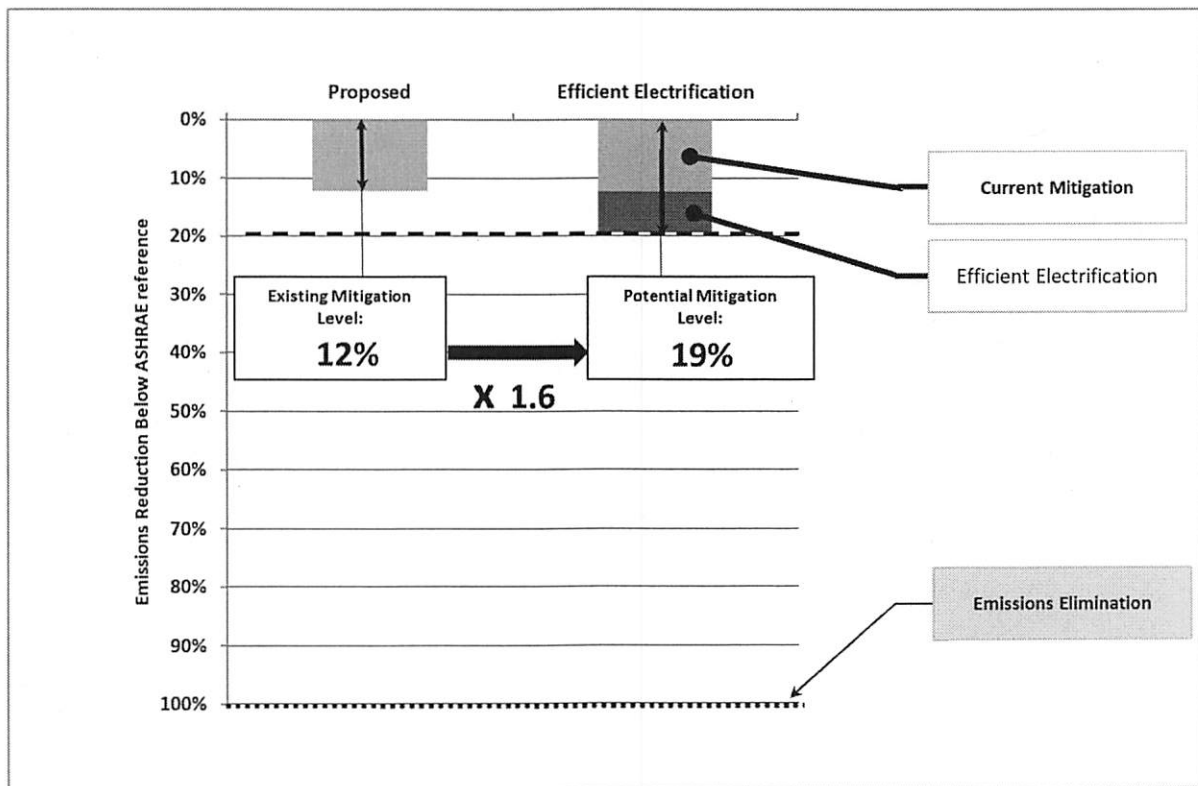 Proposed
Efficient Electrification
Emissions Reduction Below ASHRAE reference
0%
10%
20%
30%
40%
50%
60%
70%
80%
90%
100%
Existing Mitigation
Level:
12%
X 1.6
Potential Mitigation
Level:
19%
Current Mitigation
Efficient Electrification
Emissions Elimination